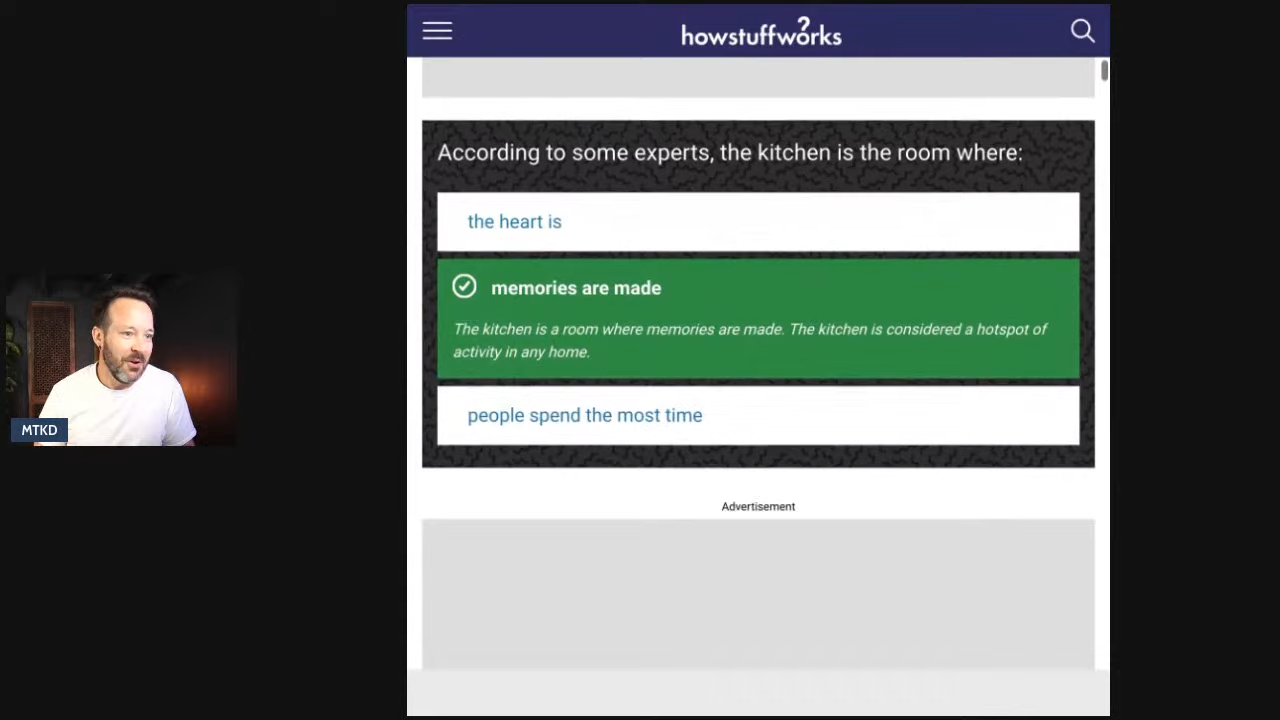 howstuffw?rks
According to some experts, the kitchen is the room where:
the heart is
memories are made
The kitchen is a room where memories are made. The kitchen is considered a hotspot of
activity in any home.
people spend the most time
MTKD
Advertisement